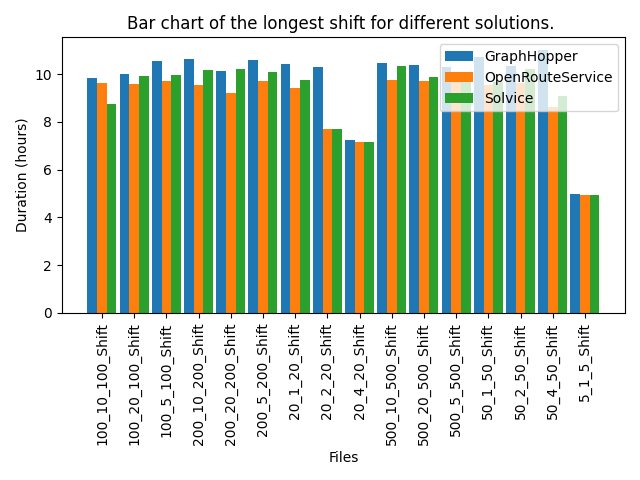 Bar chart of the longest shift for different solutions.
GraphHopper
OpenRouteService
Solvice
Duration (hours)
10
8
6
4
2
0
100_10_100_Shift
100_20_100_Shift
100_5_100_Shift
200_10_200_Shift
200_20_200_Shift
200_5_200_Shift
20_1_20_Shift
20_2_20_Shift
20_4_20_Shift
500_10_500_Shift
500_20_500_Shift
500_5_500_Shift
50_1_50_Shift
50_2_50_Shift
50_4_50_Shift
5_1_5_Shift
Files